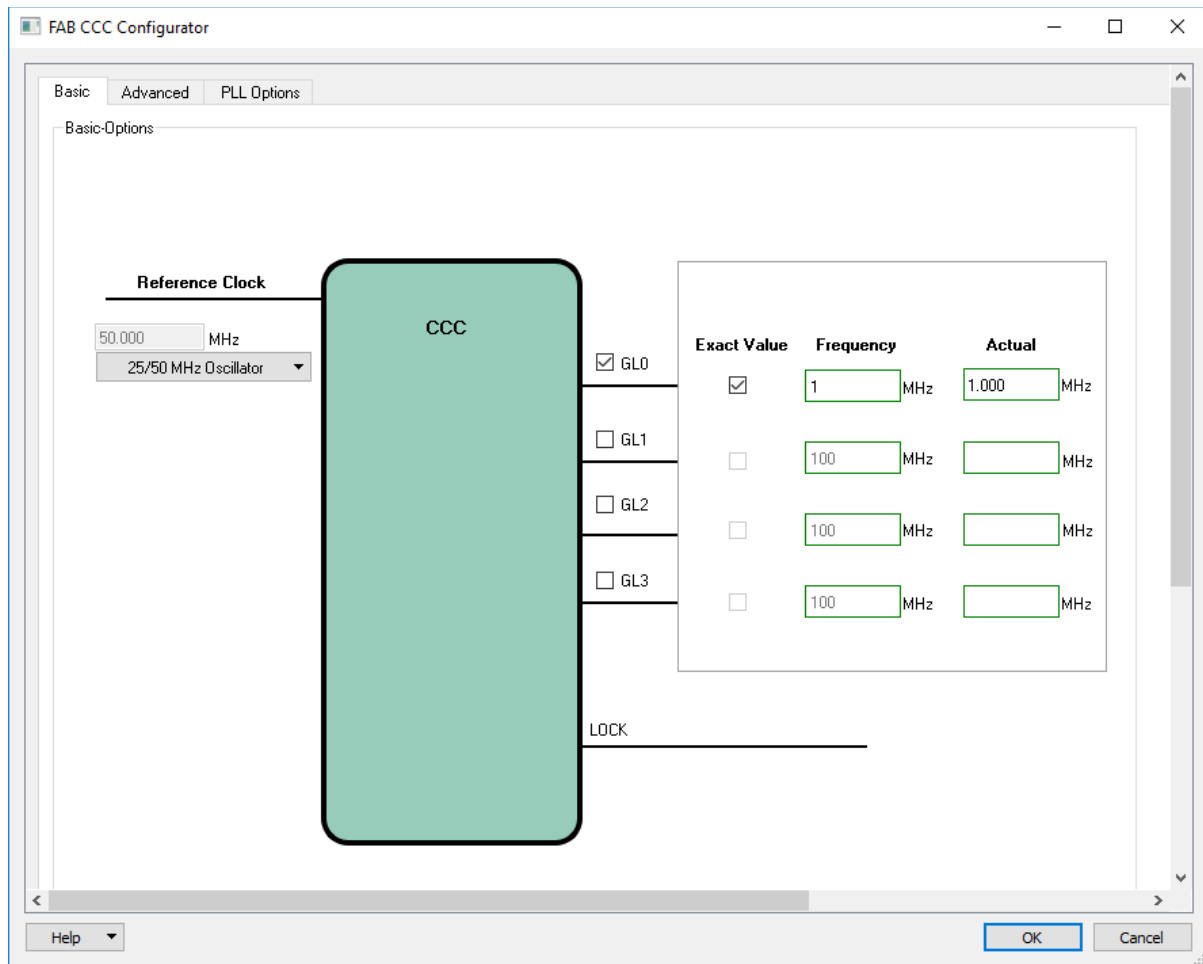 FAB CCC Configurator
Basic Advanced PLL Options
Basic-Options
Reference Clock
50.000 MHz
25/50 MHz Oscillator
CCC
Exact Value Frequency Actual
GL0 1 MHz 1.000 MHz
GL1 100 MHz MHz
GL2 100 MHz MHz
GL3 100 MHz MHz
LOCK
Help OK Cancel